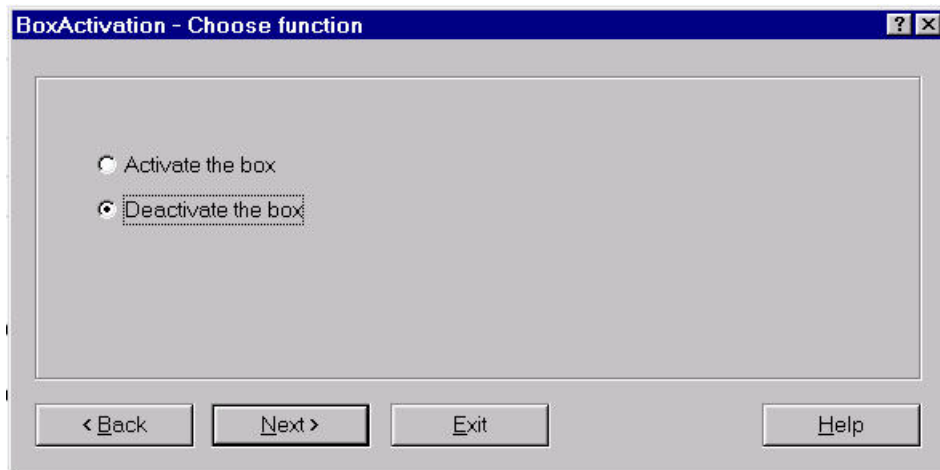 BoxActivation - Choose function
Activate the box
Deactivate the box
< Back Next > Exit Help